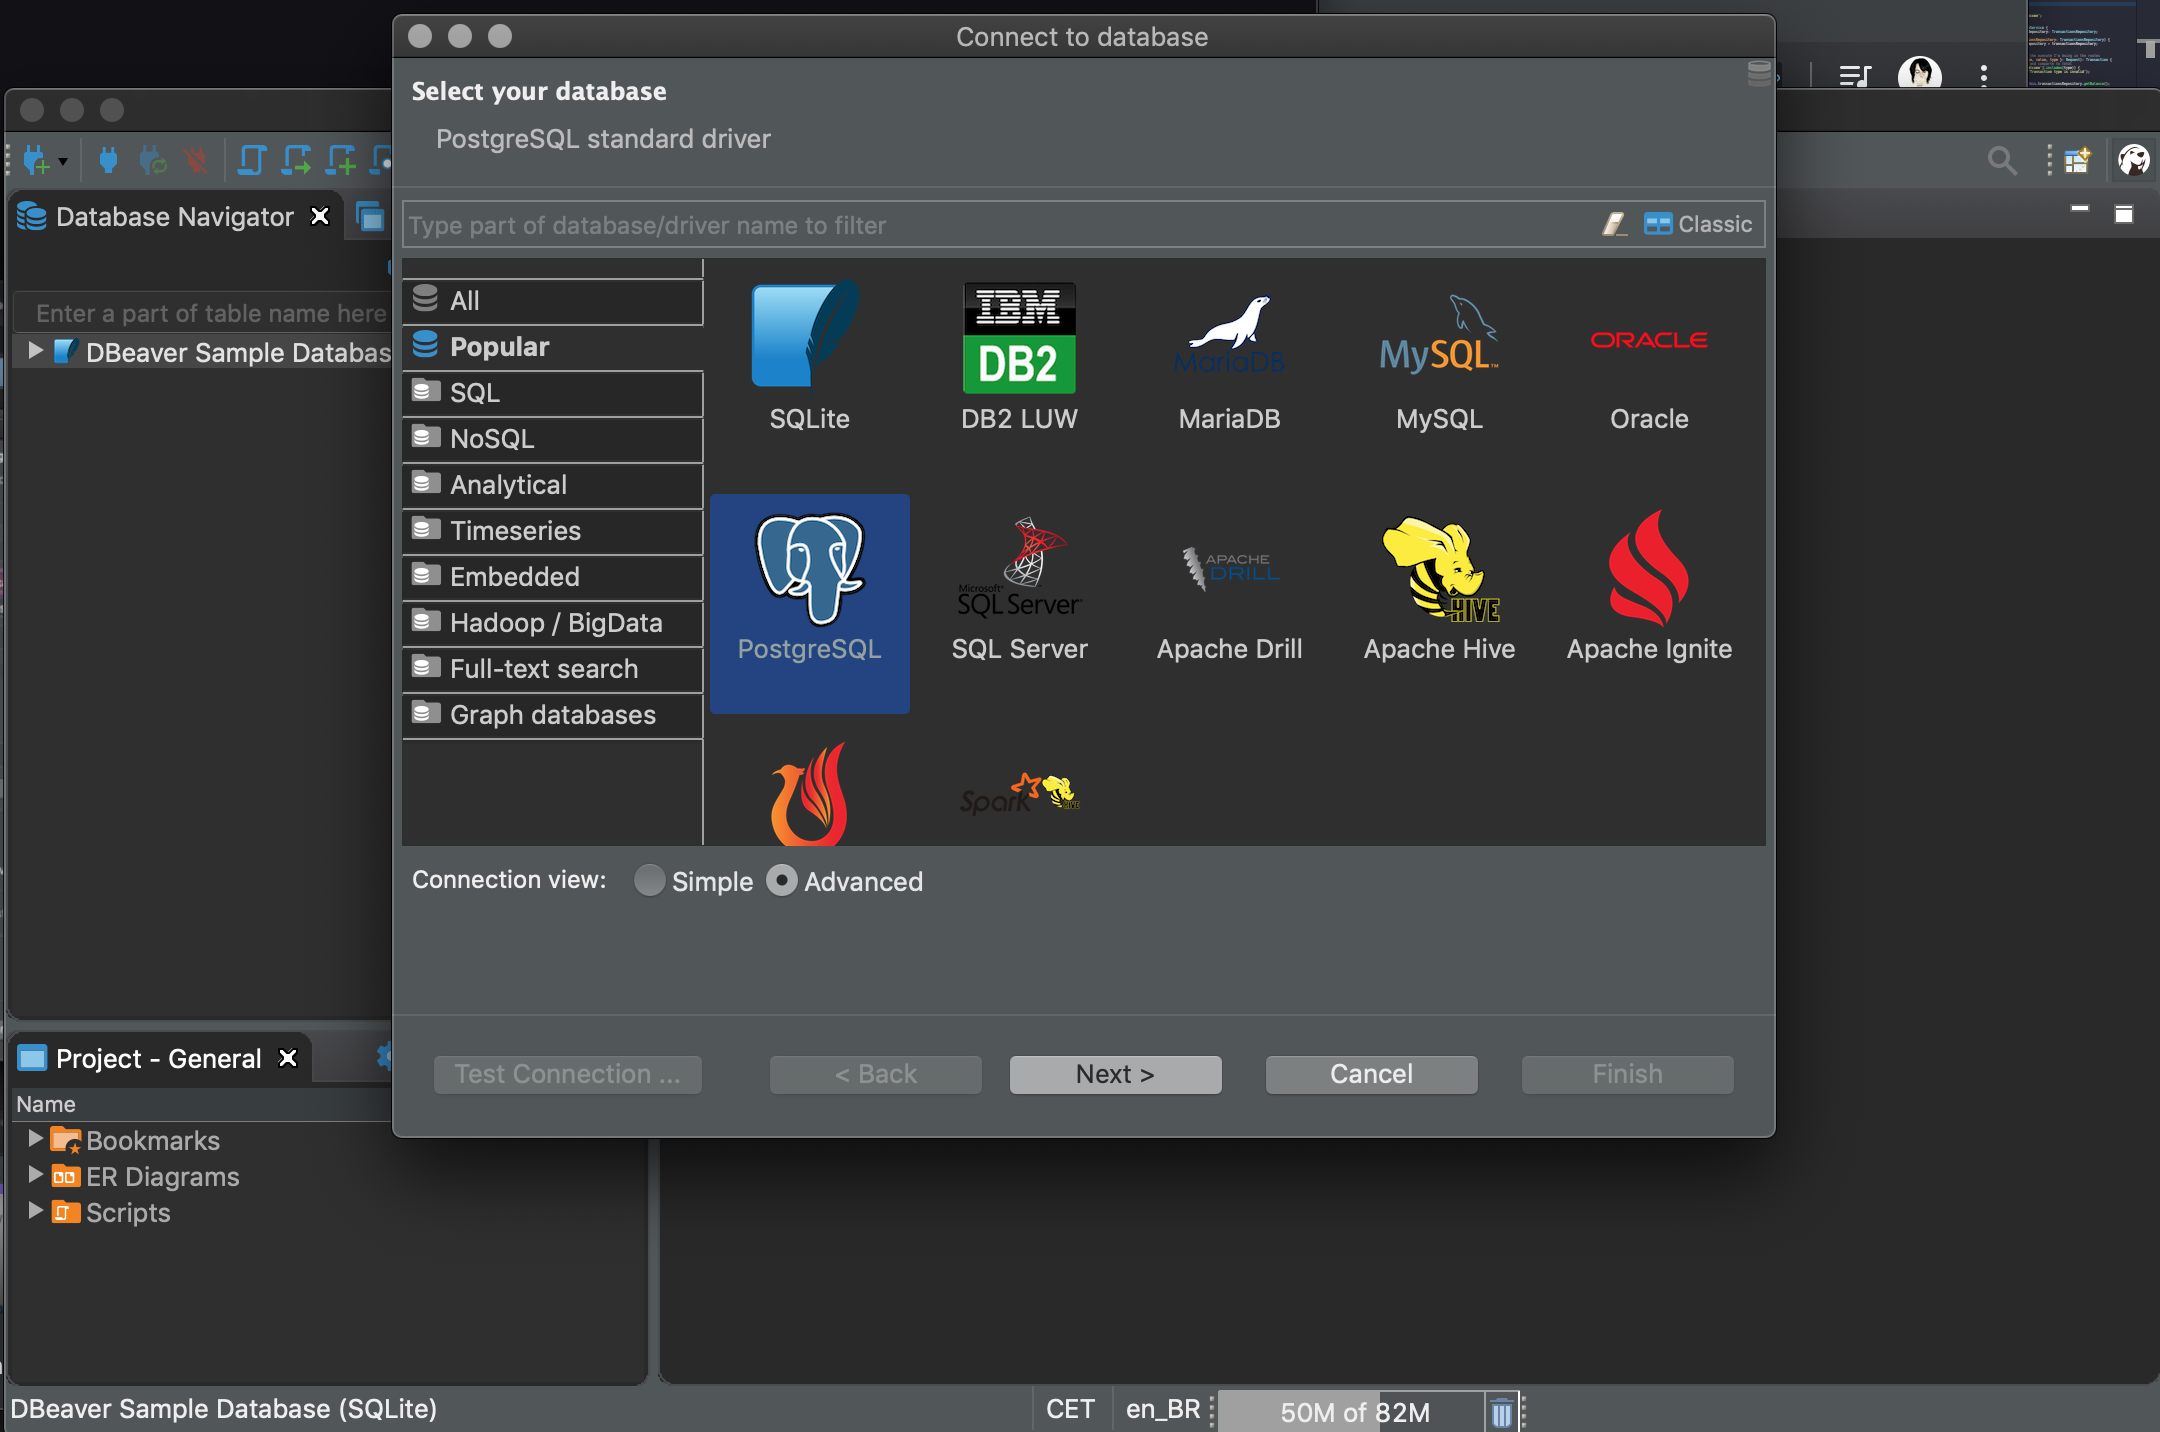 Connect to database
Select your database
PostgreSQL standard driver
Type part of database/driver name to filter
Classic
Database Navigator
Enter a part of table name here
DBeaver Sample Databas
All
Popular
SQL
NoSQL
Analytical
Timeseries
Embedded
Hadoop / BigData
Full-text search
Graph databases
IBM
DB2
MariaDB
MySQL™
ORACLE
SQLite
DB2 LUW
MariaDB
MySQL
Oracle
Microsoft®
SQL Server
APACHE
DRILL
HIVE
PostgreSQL
SQL Server
Apache Drill
Apache Hive
Apache Ignite
Spark
HIVE
Connection view:
Simple
Advanced
Test Connection ...
< Back
Next >
Cancel
Finish
Project - General
Name
Bookmarks
ER Diagrams
Scripts
DBeaver Sample Database (SQLite)
CET
en_BR
50M of 82M